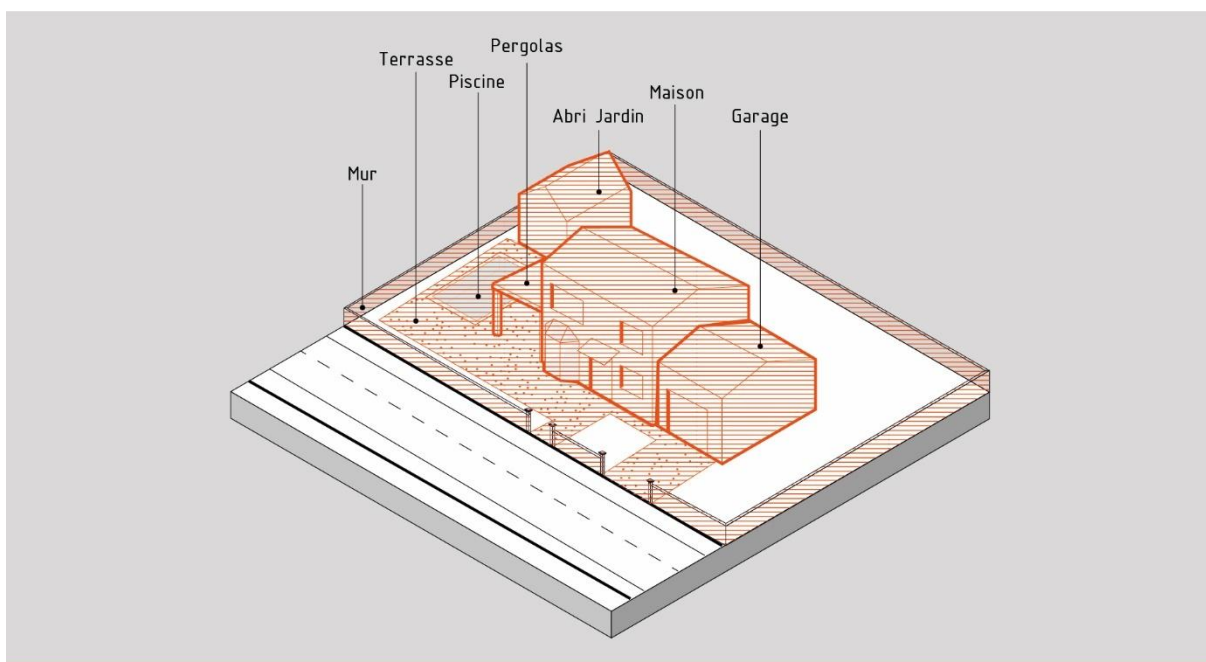 Pergolas
Terrasse
Piscine
Maison
Abri Jardin
Garage
Mur